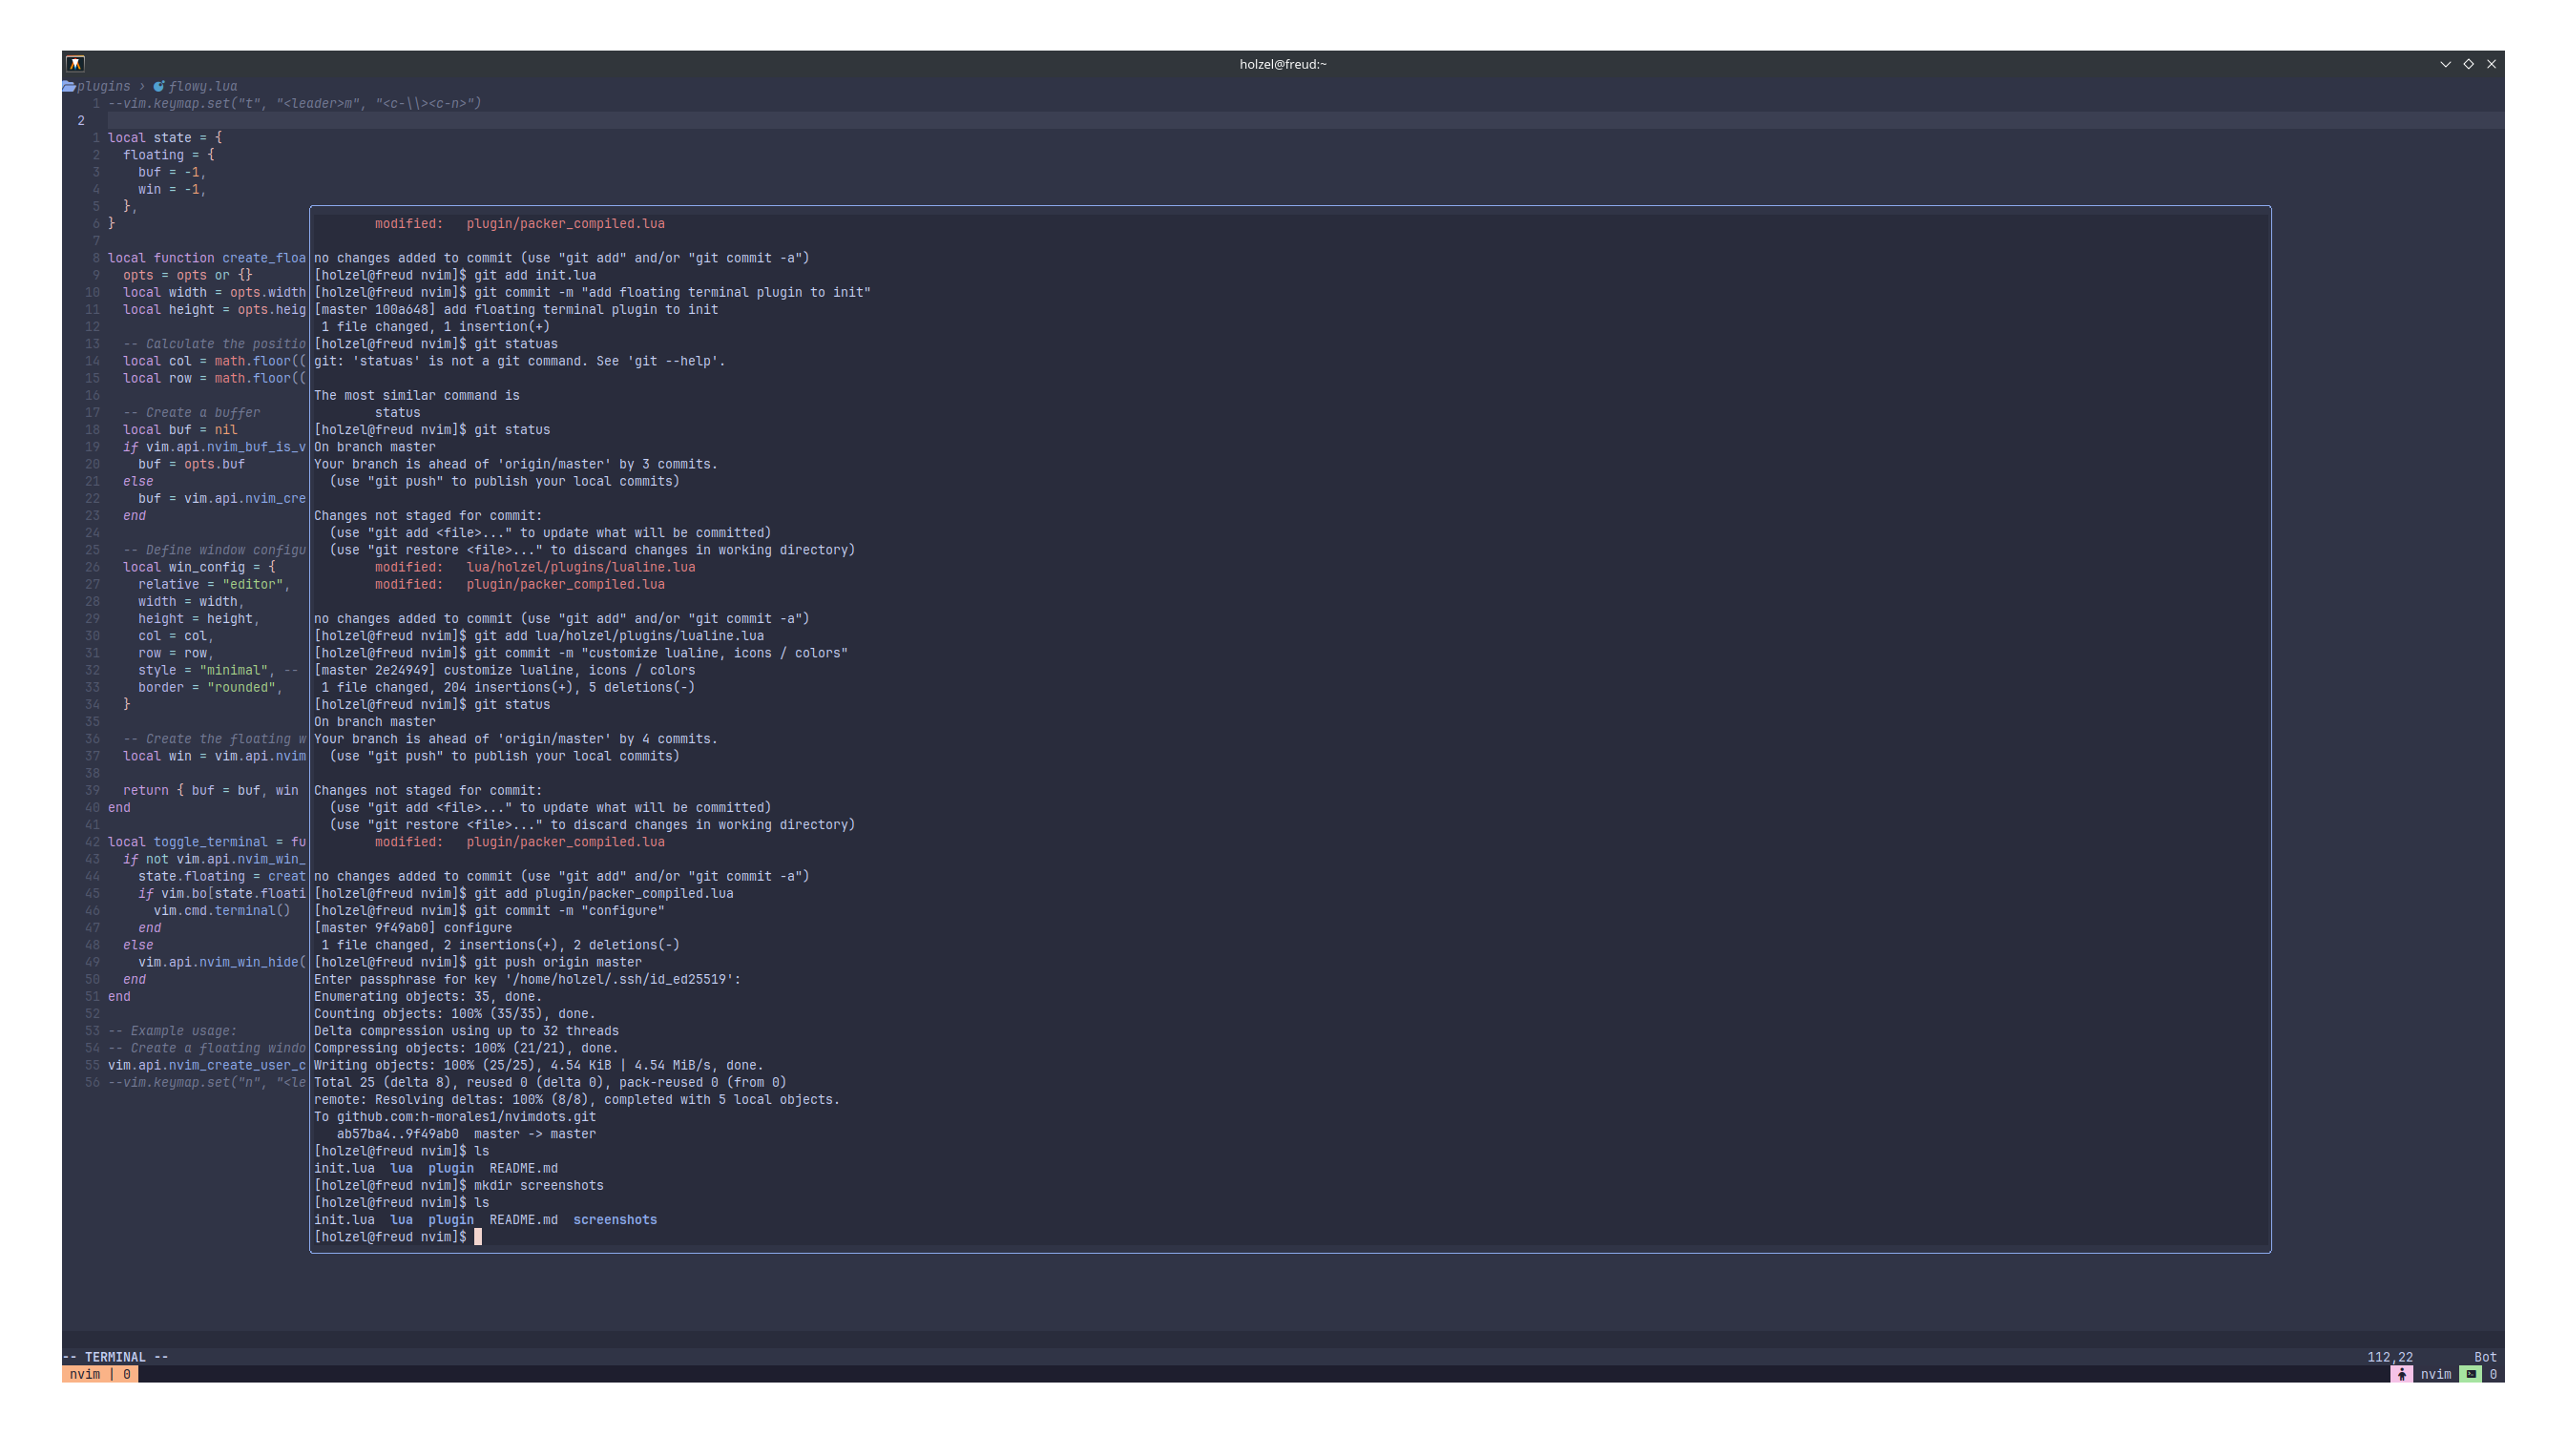 holzel@freud:~
plugins › flowy.lua
1 --vim.keymap.set("t", "<leader>m", "<c-\\><c-n>")
2
1 local state = {
2 floating = {
3 buf = -1,
4 win = -1,
5 },
6 }
7
8 local function create_floa
9 opts = opts or {}
10 local width = opts.width
11 local height = opts.heig
12
13 -- Calculate the positio
14 local col = math.floor((
15 local row = math.floor((
16
17 -- Create a buffer
18 local buf = nil
19 if vim.api.nvim_buf_is_v
20 buf = opts.buf
21 else
22 buf = vim.api.nvim_cre
23 end
24
25 -- Define window configu
26 local win_config = {
27 relative = "editor",
28 width = width,
29 height = height,
30 col = col,
31 row = row,
32 style = "minimal", --
33 border = "rounded",
34 }
35
36 -- Create the floating w
37 local win = vim.api.nvim
38
39 return { buf = buf, win
40 end
41
42 local toggle_terminal = fu
43 if not vim.api.nvim_win_
44 state.floating = creat
45 if vim.bo[state.floati
46 vim.cmd.terminal()
47 end
48 else
49 vim.api.nvim_win_hide(
50 end
51 end
52
53 -- Example usage:
54 -- Create a floating windo
55 vim.api.nvim_create_user_c
56 --vim.keymap.set("n", "<le
modified: plugin/packer_compiled.lua
no changes added to commit (use "git add" and/or "git commit -a")
[holzel@freud nvim]$ git add init.lua
[holzel@freud nvim]$ git commit -m "add floating terminal plugin to init"
[master 100a648] add floating terminal plugin to init
1 file changed, 1 insertion(+)
[holzel@freud nvim]$ git statuas
git: 'statuas' is not a git command. See 'git --help'.
The most similar command is
status
[holzel@freud nvim]$ git status
On branch master
Your branch is ahead of 'origin/master' by 3 commits.
(use "git push" to publish your local commits)
Changes not staged for commit:
(use "git add <file>..." to update what will be committed)
(use "git restore <file>..." to discard changes in working directory)
modified: lua/holzel/plugins/lualine.lua
modified: plugin/packer_compiled.lua
no changes added to commit (use "git add" and/or "git commit -a")
[holzel@freud nvim]$ git add lua/holzel/plugins/lualine.lua
[holzel@freud nvim]$ git commit -m "customize lualine, icons / colors"
[master 2e24949] customize lualine, icons / colors
1 file changed, 204 insertions(+), 5 deletions(-)
[holzel@freud nvim]$ git status
On branch master
Your branch is ahead of 'origin/master' by 4 commits.
(use "git push" to publish your local commits)
Changes not staged for commit:
(use "git add <file>..." to update what will be committed)
(use "git restore <file>..." to discard changes in working directory)
modified: plugin/packer_compiled.lua
no changes added to commit (use "git add" and/or "git commit -a")
[holzel@freud nvim]$ git add plugin/packer_compiled.lua
[holzel@freud nvim]$ git commit -m "configure"
[master 9f49ab0] configure
1 file changed, 2 insertions(+), 2 deletions(-)
[holzel@freud nvim]$ git push origin master
Enter passphrase for key '/home/holzel/.ssh/id_ed25519':
Enumerating objects: 35, done.
Counting objects: 100% (35/35), done.
Delta compression using up to 32 threads
Compressing objects: 100% (21/21), done.
Writing objects: 100% (25/25), 4.54 KiB | 4.54 MiB/s, done.
Total 25 (delta 8), reused 0 (delta 0), pack-reused 0 (from 0)
remote: Resolving deltas: 100% (8/8), completed with 5 local objects.
To github.com:h-morales1/nvimdots.git
ab57ba4..9f49ab0 master -> master
[holzel@freud nvim]$ ls
init.lua lua plugin README.md
[holzel@freud nvim]$ mkdir screenshots
[holzel@freud nvim]$ ls
init.lua lua plugin README.md screenshots
[holzel@freud nvim]$
-- TERMINAL --
112,22 Bot
nvim | 0
nvim 0